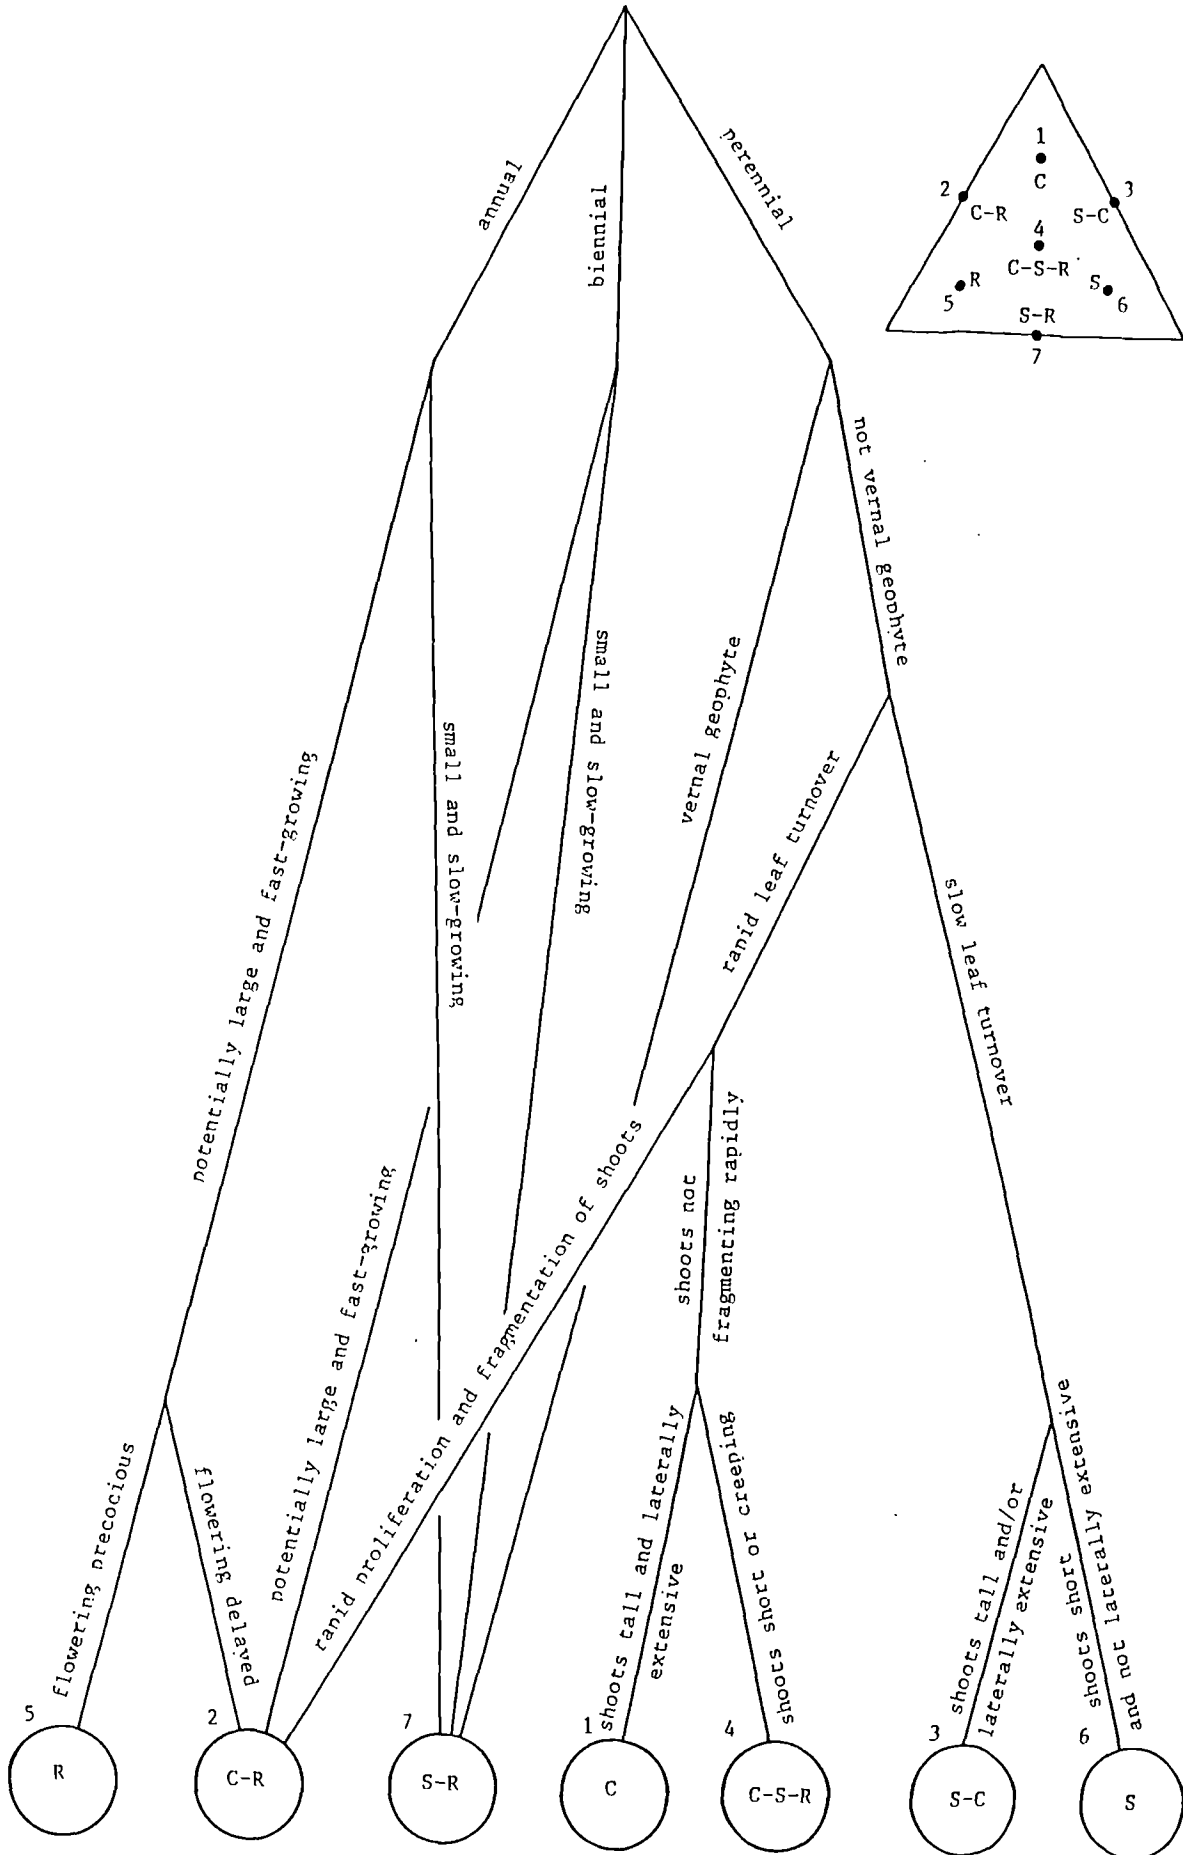 annual
biennial
perennial
1
C
2
C-R
3
S-C
4
C-S-R
R
5
S
6
S-R
7
not vernal geophyte
potentially large and fast-growing
small and slow-growing
small and slow-growing
vernal geophyte
rapid leaf turnover
slow leaf turnover
potentially large and fast-growing
rapid proliferation and fragmentation of shoots
shoots not
fragmenting rapidly
flowering precocious
flowering delayed
shoots tall and laterally
extensive
shoots short or creeping
shoots tall and/or
laterally extensive
shoots short
and not laterally extensive
5
R
2
C-R
7
S-R
1
C
4
C-S-R
3
S-C
6
S